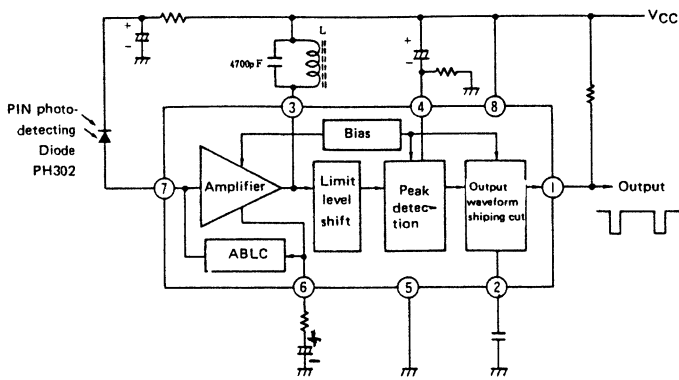 VCC
L
4700pF
+
-
+
-
3
4
8
PIN photo-
detecting
Diode
PH302
Bias
7
Amplifier
Limit
level
shift
Peak
detec-
tion
Output
waveform
shiping cut
1
Output
ABLC
6
5
2
+
-